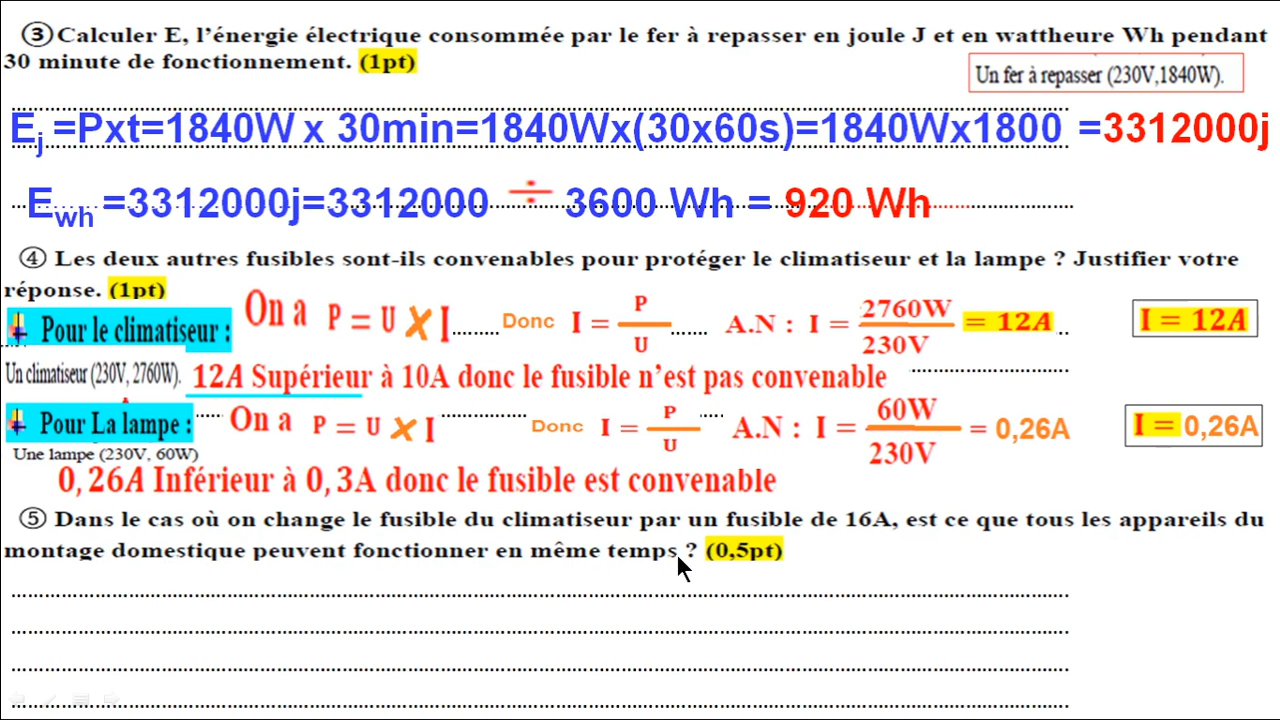 ③ Calculer E, l'énergie électrique consommée par le fer à repasser en joule J et en wattheure Wh pendant
30 minute de fonctionnement. (1pt)
Un fer à repasser (230V,1840W).
Ej =Pxt=1840W x 30min=1840Wx(30x60s)=1840Wx1800 =3312000j
Ewh =3312000j=3312000 ÷ 3600 Wh = 920 Wh
④ Les deux autres fusibles sont-ils convenables pour protéger le climatiseur et la lampe ? Justifier votre
réponse. (1pt)
Pour le climatiseur : On a P = U X I Donc I = P/U A.N : I = 2760W/230V = 12A I = 12A
Un climatiseur (230V, 2760W). 12A Supérieur à 10A donc le fusible n'est pas convenable
Pour La lampe : On a P = U X I Donc I = P/U A.N : I = 60W/230V = 0,26A I = 0,26A
Une lampe (230V, 60W)
0,26A Inférieur à 0,3A donc le fusible est convenable
⑤ Dans le cas où on change le fusible du climatiseur par un fusible de 16A, est ce que tous les appareils du
montage domestique peuvent fonctionner en même temps ? (0,5pt)